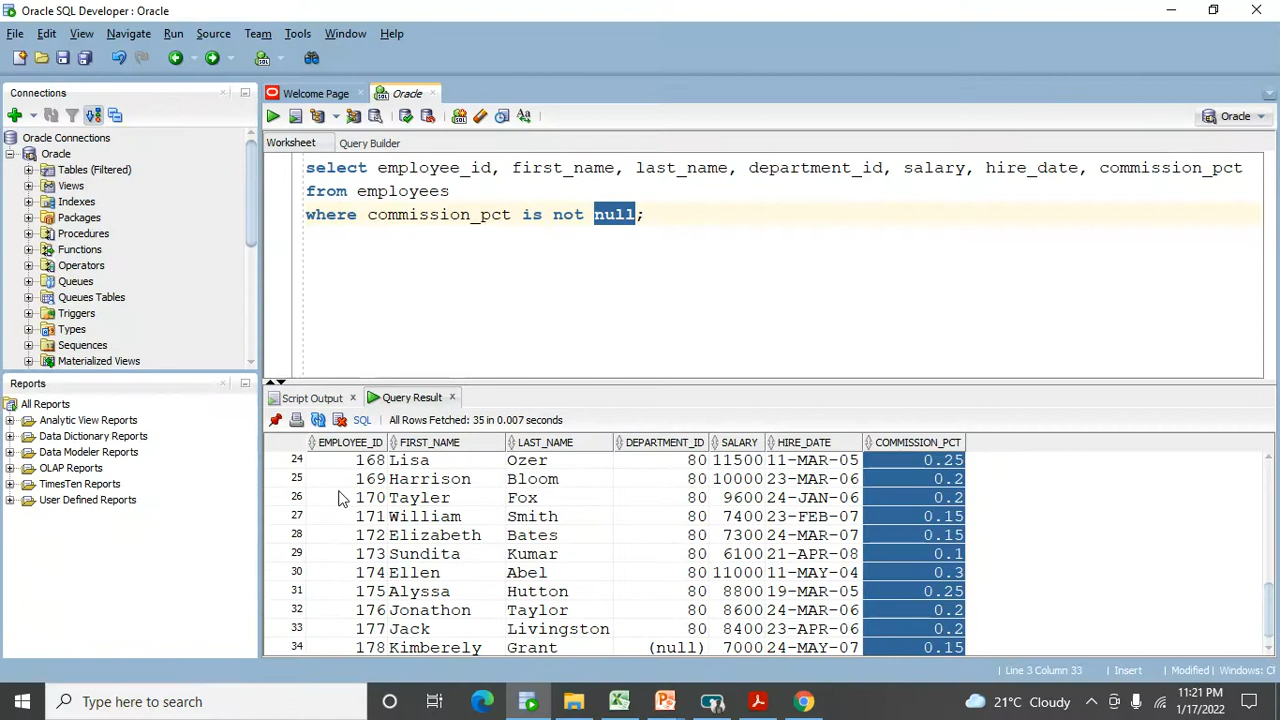 Oracle SQL Developer : Oracle
File Edit View Navigate Run Source Team Tools Window Help
Connections
Welcome Page
Oracle
Oracle
Oracle Connections
Oracle
Tables (Filtered)
Views
Indexes
Packages
Procedures
Functions
Operators
Queues
Queues Tables
Triggers
Types
Sequences
Materialized Views
Worksheet Query Builder
select employee_id, first_name, last_name, department_id, salary, hire_date, commission_pct
from employees
where commission_pct is not null;
Reports
All Reports
Analytic View Reports
Data Dictionary Reports
Data Modeler Reports
OLAP Reports
TimesTen Reports
User Defined Reports
Script Output Query Result
SQL All Rows Fetched: 35 in 0.007 seconds
EMPLOYEE_ID FIRST_NAME LAST_NAME DEPARTMENT_ID SALARY HIRE_DATE COMMISSION_PCT
24 168 Lisa Ozer 80 11500 11-MAR-05 0.25
25 169 Harrison Bloom 80 10000 23-MAR-06 0.2
26 170 Tayler Fox 80 9600 24-JAN-06 0.2
27 171 William Smith 80 7400 23-FEB-07 0.15
28 172 Elizabeth Bates 80 7300 24-MAR-07 0.15
29 173 Sundita Kumar 80 6100 21-APR-08 0.1
30 174 Ellen Abel 80 11000 11-MAY-04 0.3
31 175 Alyssa Hutton 80 8800 19-MAR-05 0.25
32 176 Jonathon Taylor 80 8600 24-MAR-06 0.2
33 177 Jack Livingston 80 8400 23-APR-06 0.2
34 178 Kimberely Grant (null) 7000 24-MAY-07 0.15
Line 3 Column 33 Insert Modified Windows: Cl
Type here to search
21°C Cloudy
11:21 PM
1/17/2022